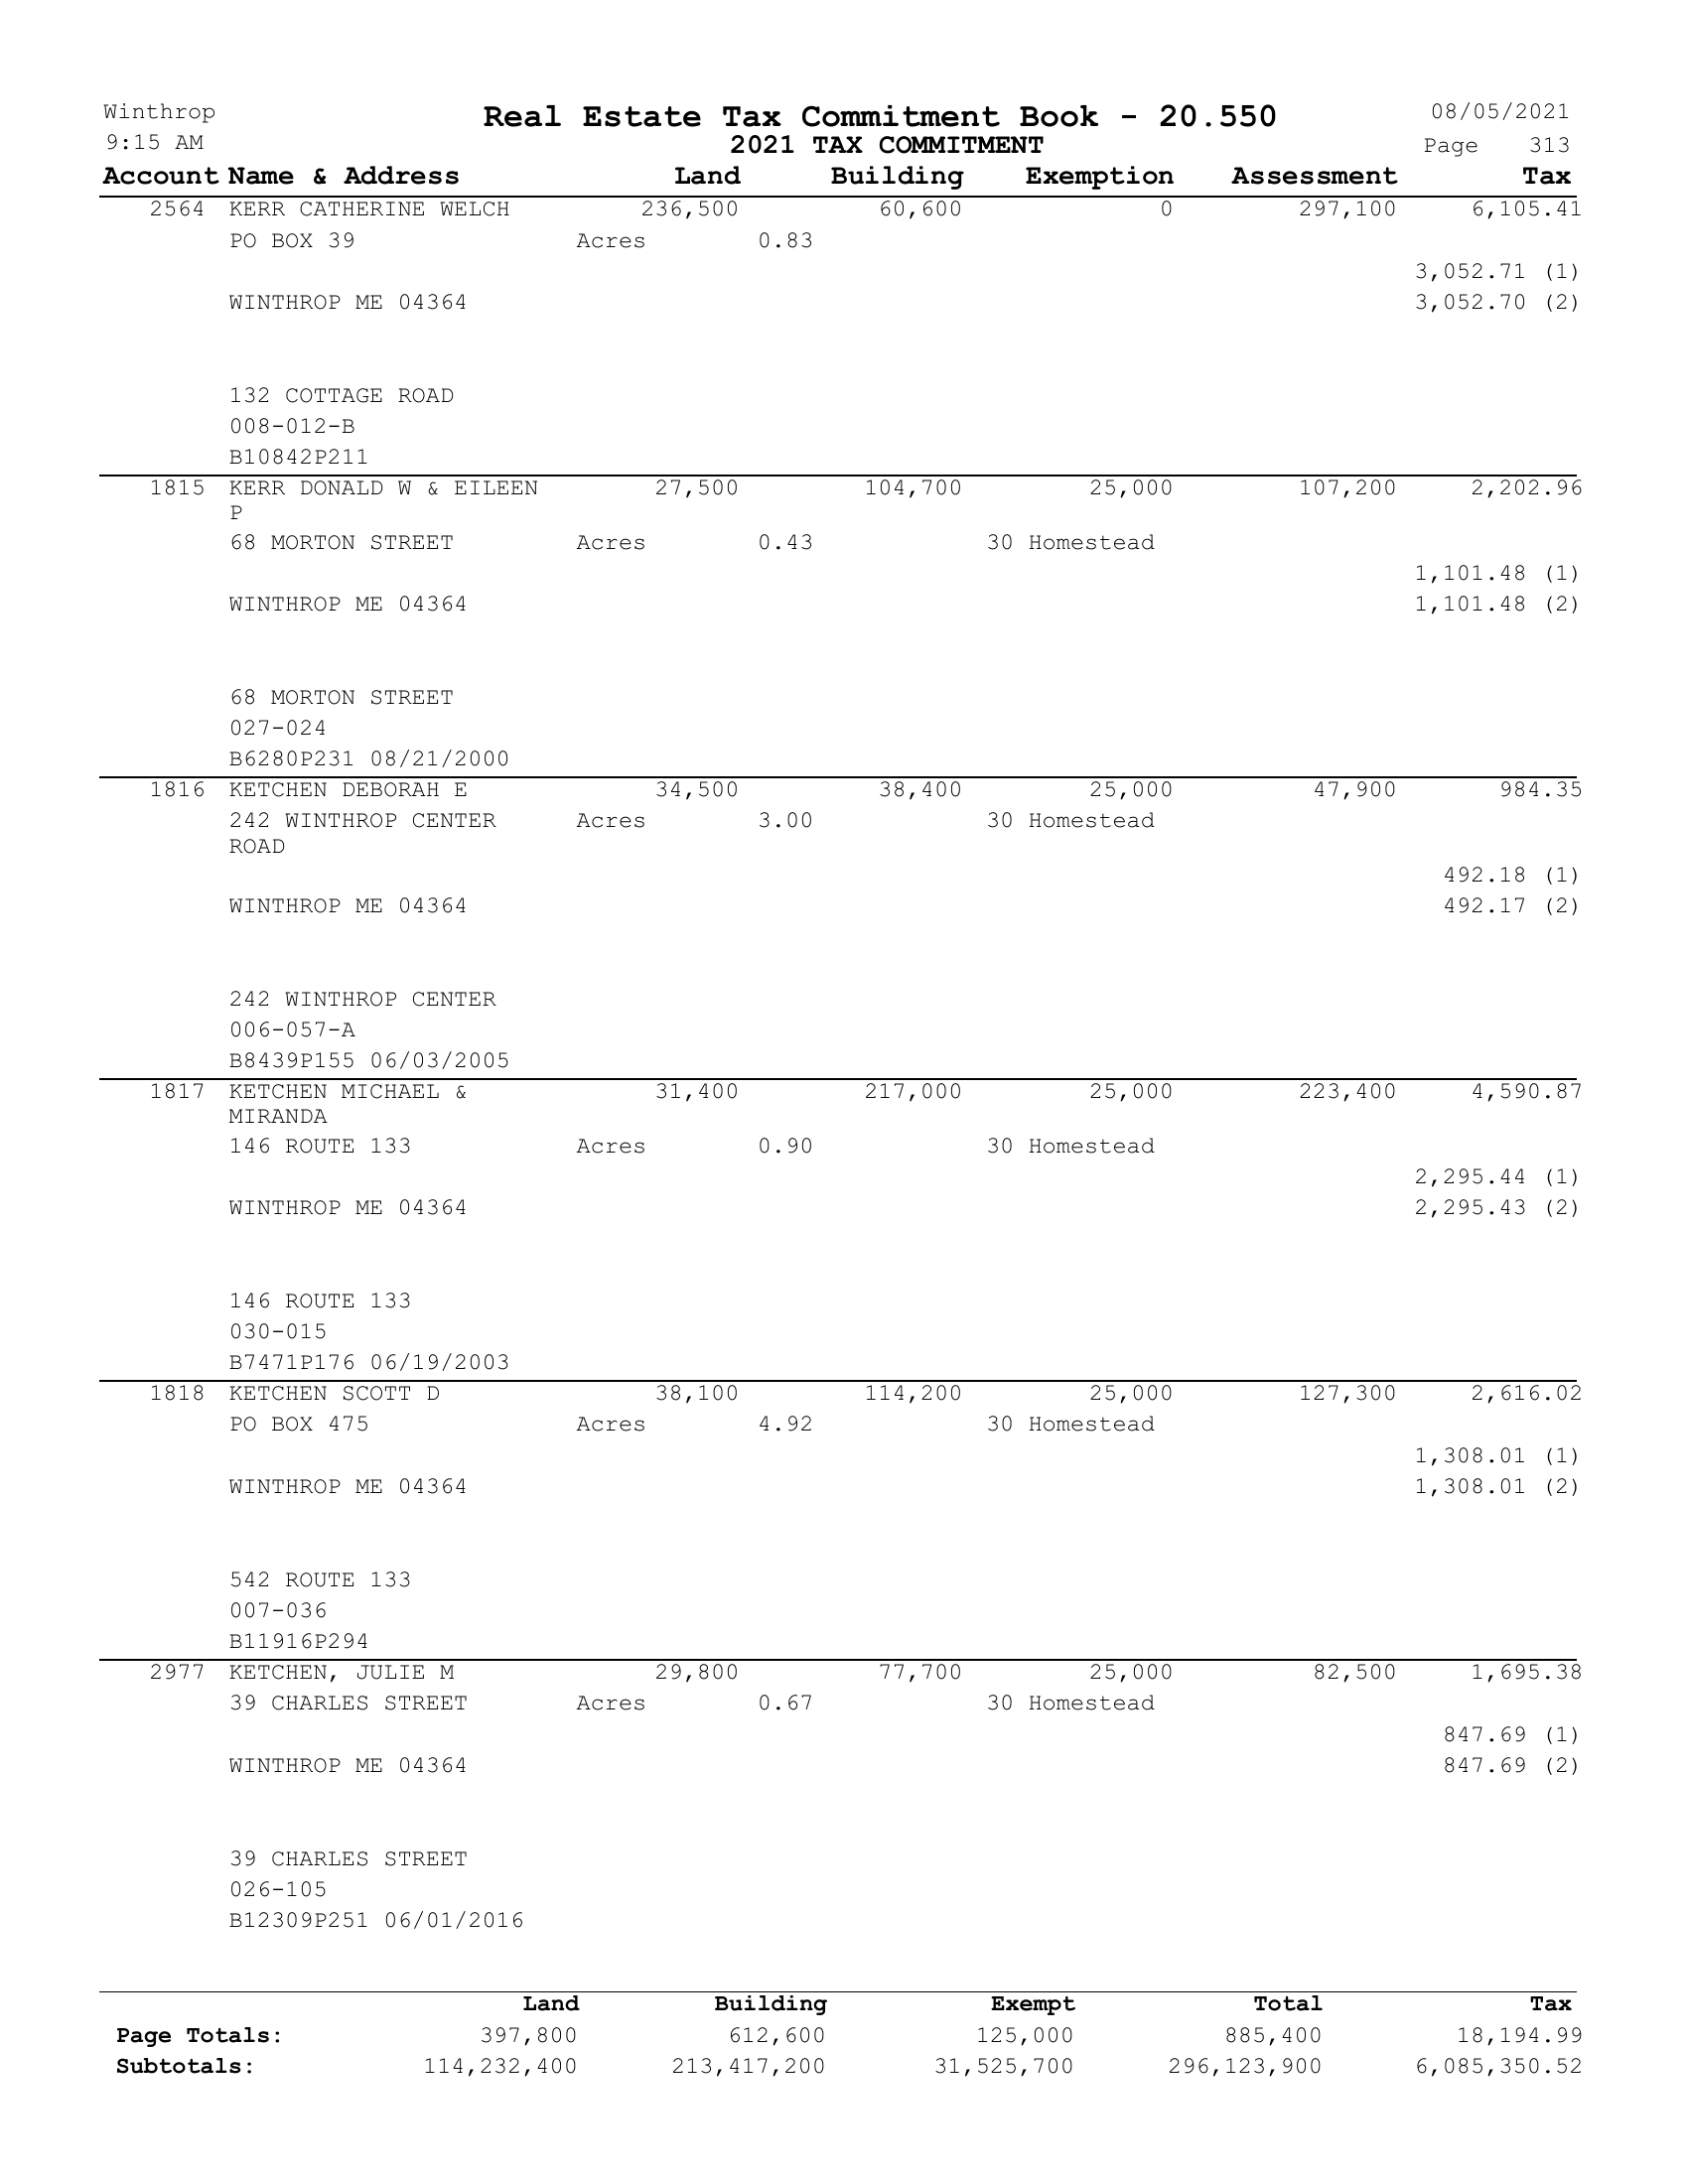 Winthrop Real Estate Tax Commitment Book - 20.550 08/05/2021
9:15 AM 2021 TAX COMMITMENT Page 313
Account Name & Address Land Building Exemption Assessment Tax
2564 KERR CATHERINE WELCH 236,500 60,600 0 297,100 6,105.41
PO BOX 39 Acres 0.83
3,052.71 (1)
WINTHROP ME 04364 3,052.70 (2)
132 COTTAGE ROAD
008-012-B
B10842P211
1815 KERR DONALD W & EILEEN 27,500 104,700 25,000 107,200 2,202.96
P
68 MORTON STREET Acres 0.43 30 Homestead
1,101.48 (1)
WINTHROP ME 04364 1,101.48 (2)
68 MORTON STREET
027-024
B6280P231 08/21/2000
1816 KETCHEN DEBORAH E 34,500 38,400 25,000 47,900 984.35
242 WINTHROP CENTER Acres 3.00 30 Homestead
ROAD
492.18 (1)
WINTHROP ME 04364 492.17 (2)
242 WINTHROP CENTER
006-057-A
B8439P155 06/03/2005
1817 KETCHEN MICHAEL & 31,400 217,000 25,000 223,400 4,590.87
MIRANDA
146 ROUTE 133 Acres 0.90 30 Homestead
2,295.44 (1)
WINTHROP ME 04364 2,295.43 (2)
146 ROUTE 133
030-015
B7471P176 06/19/2003
1818 KETCHEN SCOTT D 38,100 114,200 25,000 127,300 2,616.02
PO BOX 475 Acres 4.92 30 Homestead
1,308.01 (1)
WINTHROP ME 04364 1,308.01 (2)
542 ROUTE 133
007-036
B11916P294
2977 KETCHEN, JULIE M 29,800 77,700 25,000 82,500 1,695.38
39 CHARLES STREET Acres 0.67 30 Homestead
847.69 (1)
WINTHROP ME 04364 847.69 (2)
39 CHARLES STREET
026-105
B12309P251 06/01/2016
Land Building Exempt Total Tax
Page Totals: 397,800 612,600 125,000 885,400 18,194.99
Subtotals: 114,232,400 213,417,200 31,525,700 296,123,900 6,085,350.52